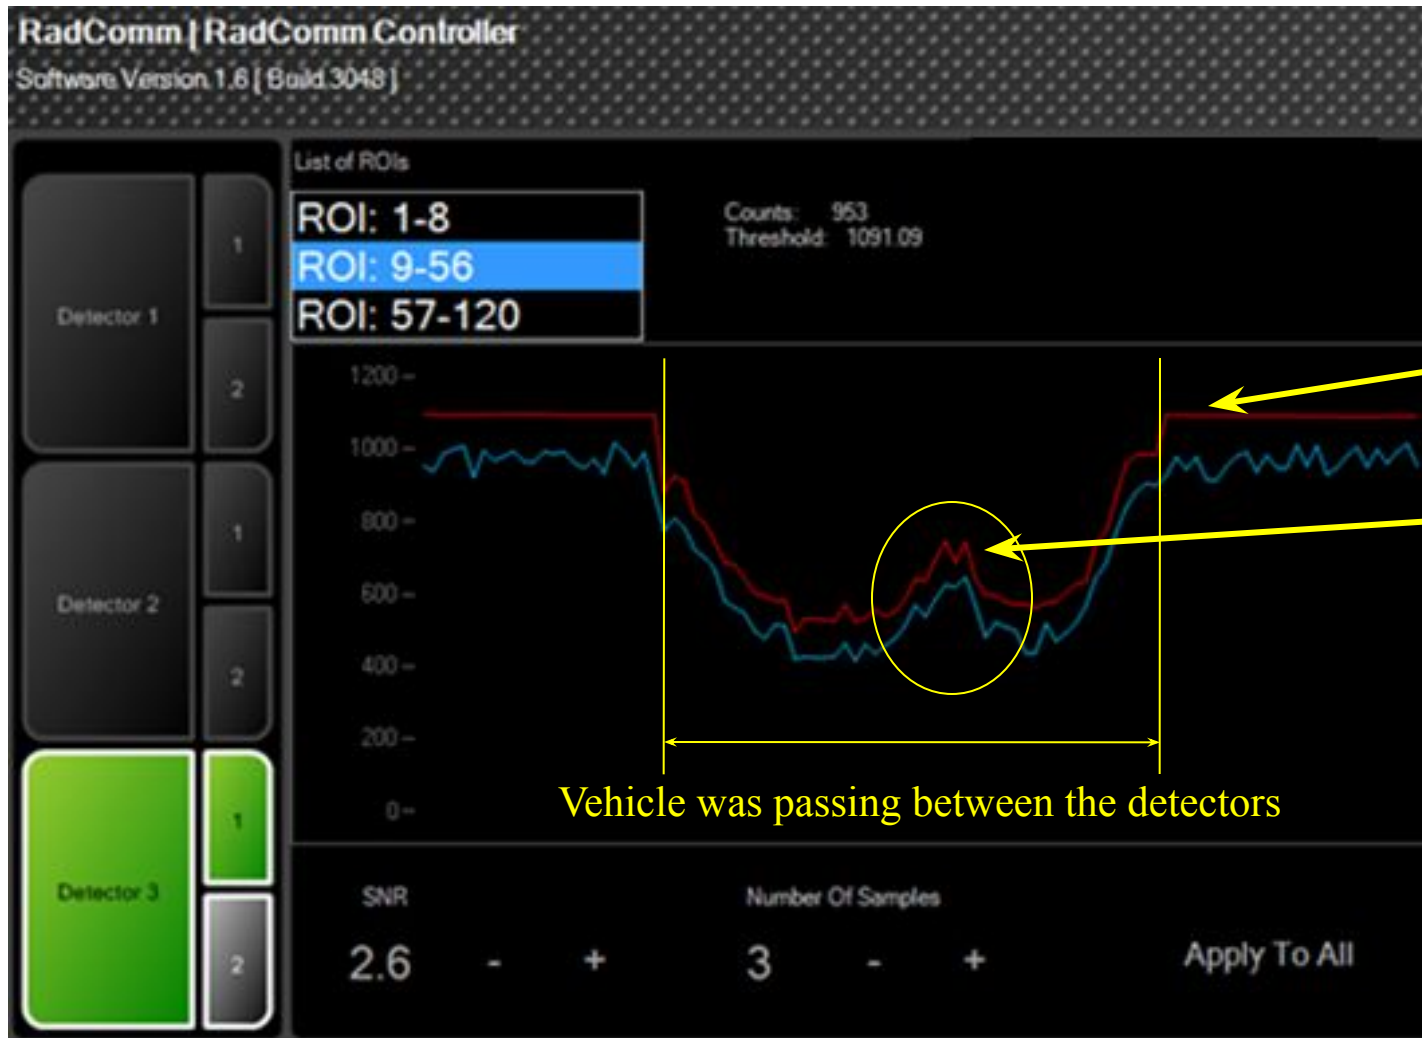 RadComm | RadComm Controller
Software Version 1.6 [ Build 3048 ]
List of ROIs
ROI: 1-8
ROI: 9-56
ROI: 57-120
Counts: 953
Threshold: 1091.09
Detector 1
1
2
Detector 2
1
2
Detector 3
1
2
1200
1000
800
600
400
200
0
Vehicle was passing between the detectors
SNR
2.6 - +
Number Of Samples
3 - +
Apply To All